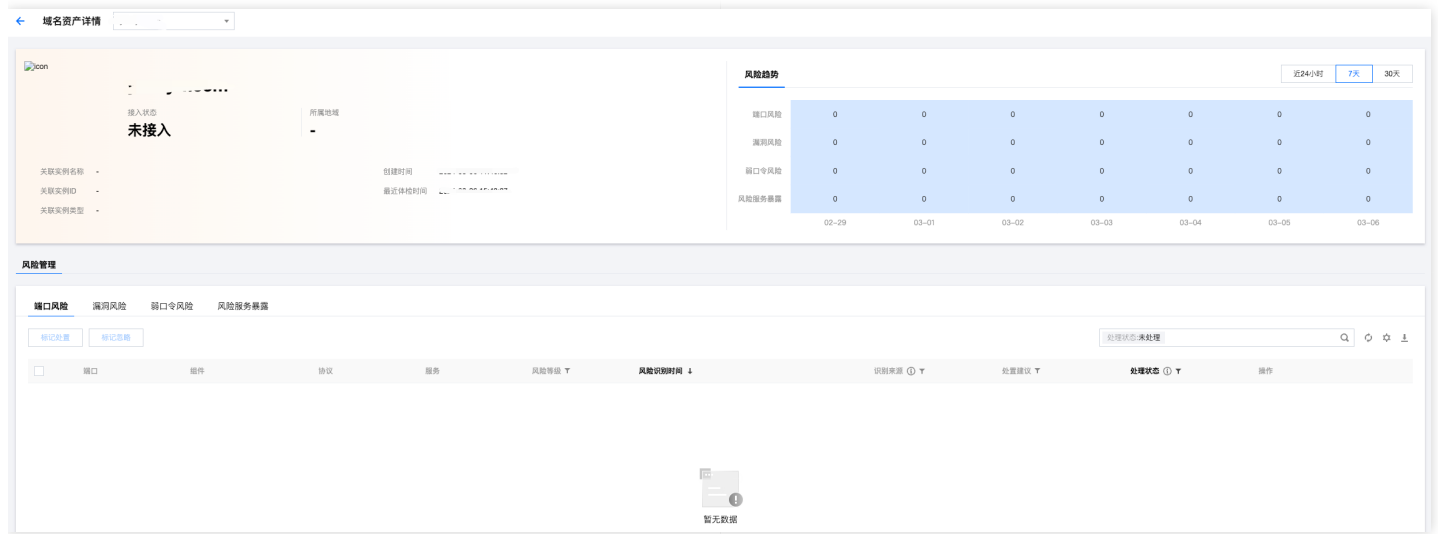 域名资产详情
icon
接入状态 所属地域
未接入 -
关联实例名称 - 创建时间
关联实例ID - 最近体检时间
关联实例类型 -
风险趋势 近24小时 7天 30天
端口风险 0 0 0 0 0 0 0
漏洞风险 0 0 0 0 0 0 0
弱口令风险 0 0 0 0 0 0 0
风险服务暴露 0 0 0 0 0 0 0
02-29 03-01 03-02 03-03 03-04 03-05 03-06
风险管理
端口风险 漏洞风险 弱口令风险 风险服务暴露
标记处置 标记忽略 处理状态:未处理
端口 组件 协议 服务 风险等级 风险识别时间 ↓ 识别来源 处置建议 处理状态 操作
暂无数据